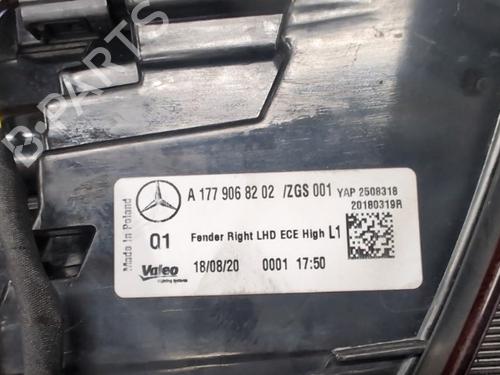 B-PARTS
A 177 906 82 02 /ZGS 001
YAP 2508318
20180319R
Made In Poland
Q1
Fender Right LHD ECE High L1
Valeo
lighting systems
18/08/20
0001 17:50